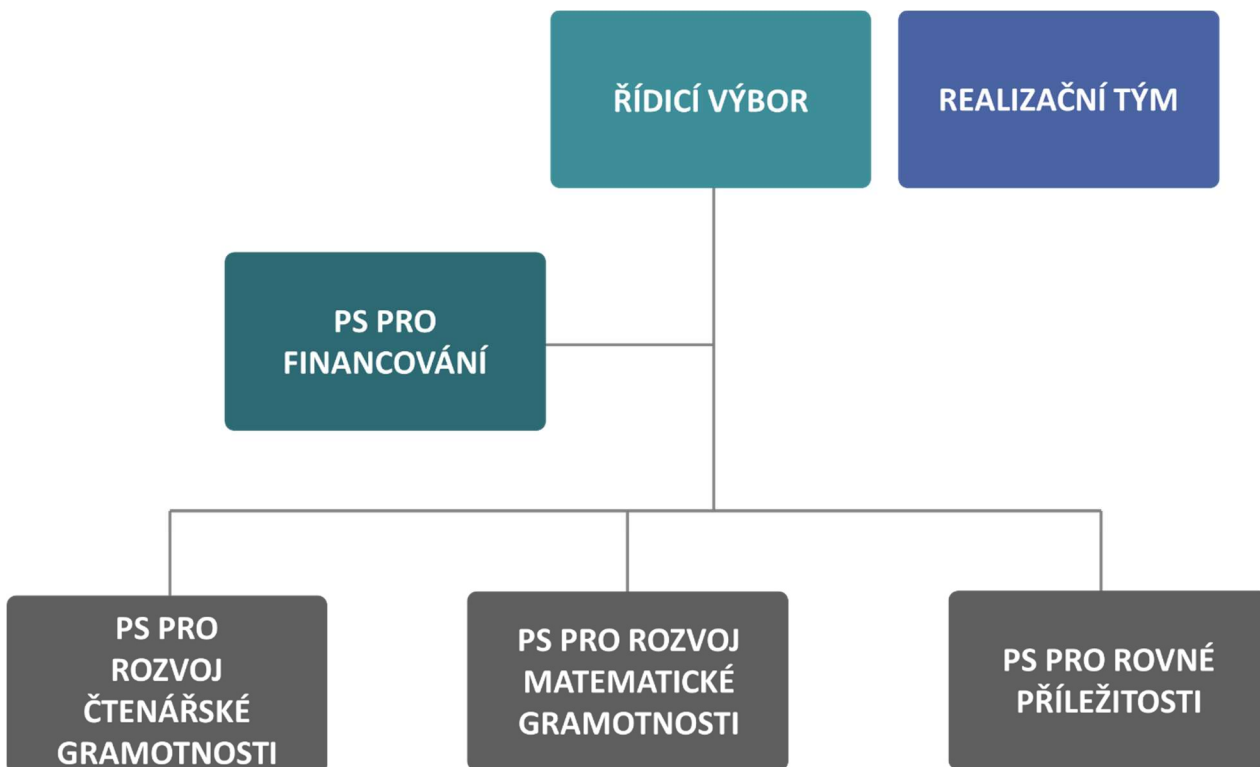 ŘÍDICÍ VÝBOR
REALIZAČNÍ TÝM
PS PRO
FINANCOVÁNÍ
PS PRO
ROZVOJ
ČTENÁŘSKÉ
GRAMOTNOSTI
PS PRO ROZVOJ
MATEMATICKÉ
GRAMOTNOSTI
PS PRO ROVNÉ
PŘÍLEŽITOSTI